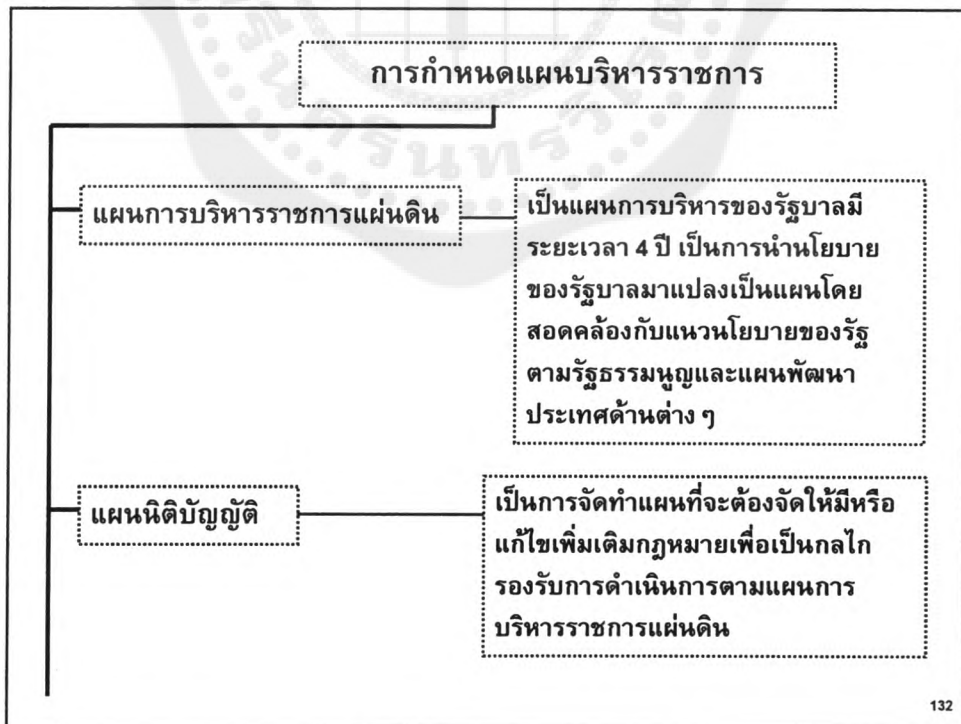 การกำหนดแผนบริหารราชการ
แผนการบริหารราชการแผ่นดิน
เป็นแผนการบริหารของรัฐบาลมี
ระยะเวลา 4 ปี เป็นการนำนโยบาย
ของรัฐบาลมาแปลงเป็นแผนโดย
สอดคล้องกับแนวนโยบายของรัฐ
ตามรัฐธรรมนูญและแผนพัฒนา
ประเทศด้านต่าง ๆ
แผนนิติบัญญัติ
เป็นการจัดทำแผนที่จะต้องจัดให้มีหรือ
แก้ไขเพิ่มเติมกฎหมายเพื่อเป็นกลไก
รองรับการดำเนินการตามแผนการ
บริหารราชการแผ่นดิน
132